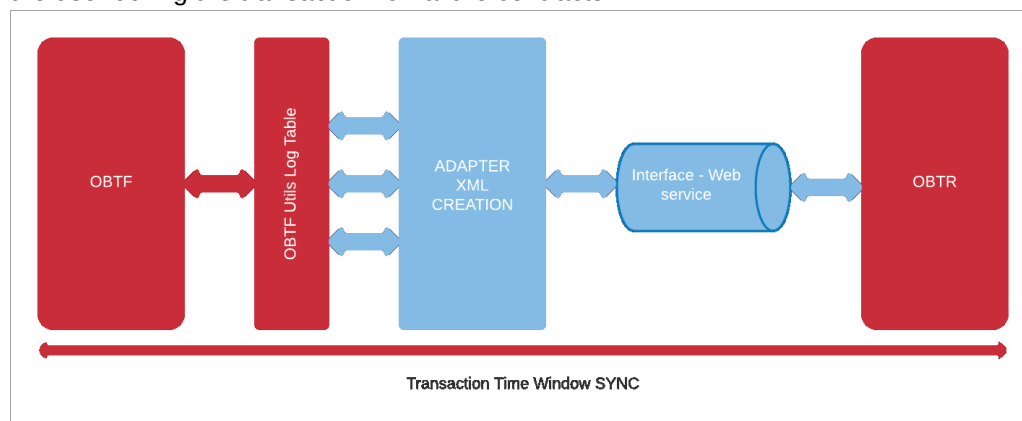 OBTF
OBTF Utils Log Table
ADAPTER
XML
CREATION
Interface - Web
service
OBTR
Transaction Time Window SYNC